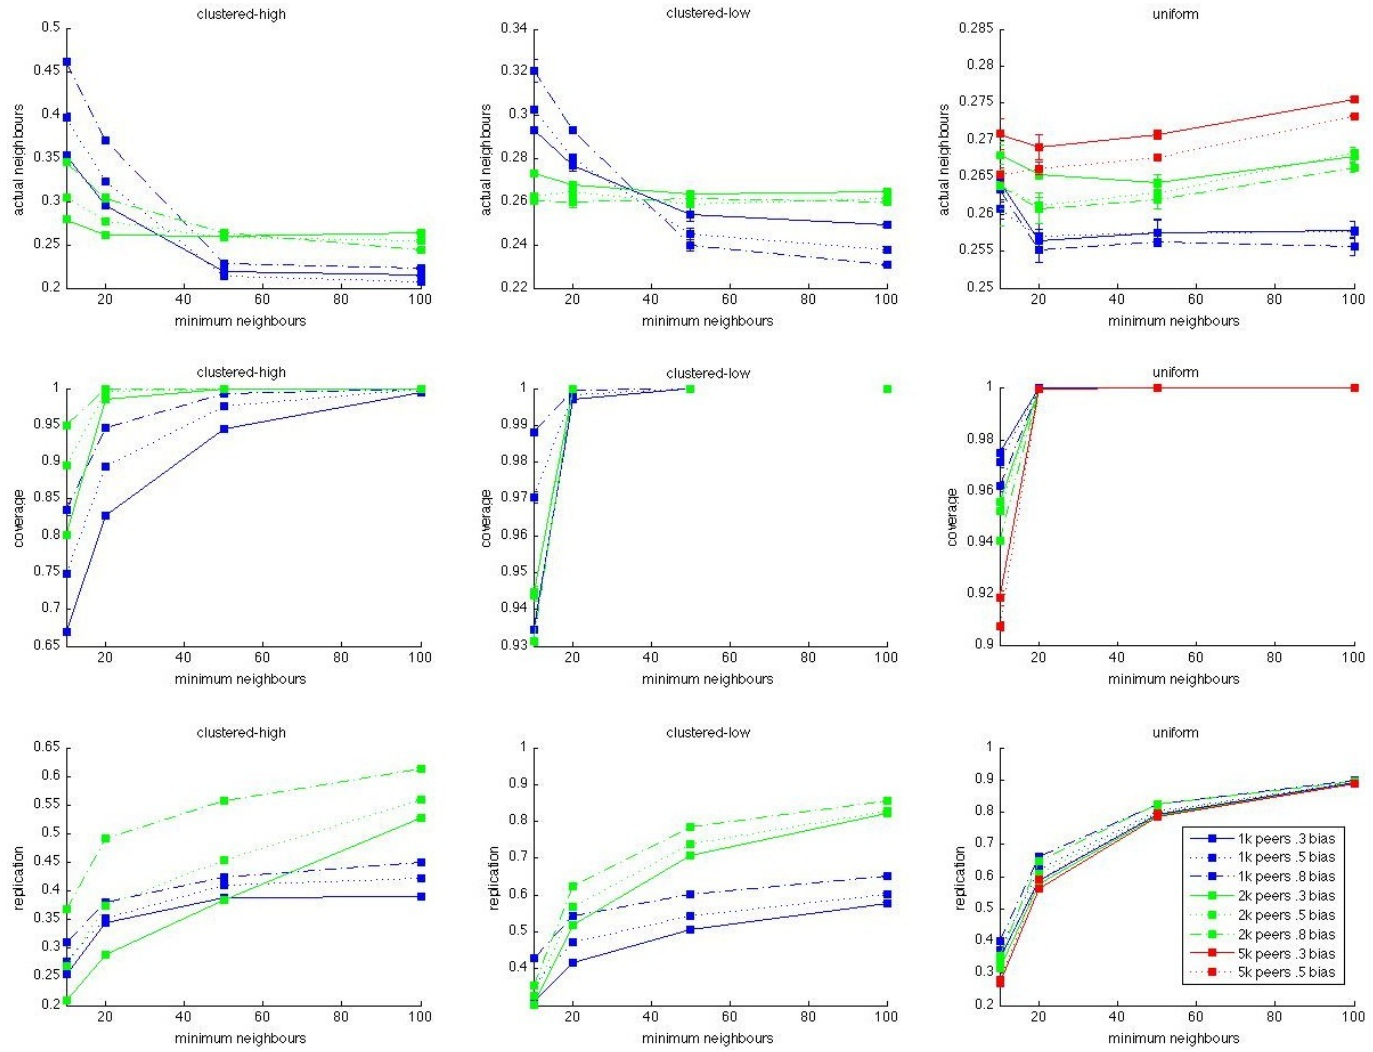 clustered-high
clustered-low
uniform
0.5
0.45
0.4
0.35
0.3
0.25
0.2
actual neighbours
20 40 60 80 100
minimum neighbours
0.34
0.32
0.3
0.28
0.26
0.24
0.22
actual neighbours
20 40 60 80 100
minimum neighbours
0.285
0.28
0.275
0.27
0.265
0.26
0.255
0.25
actual neighbours
20 40 60 80 100
minimum neighbours
clustered-high
clustered-low
uniform
1
0.95
0.9
0.85
0.8
0.75
0.7
0.65
coverage
20 40 60 80 100
minimum neighbours
1
0.99
0.98
0.97
0.96
0.95
0.94
0.93
coverage
20 40 60 80 100
minimum neighbours
1
0.98
0.96
0.94
0.92
0.9
coverage
20 40 60 80 100
minimum neighbours
clustered-high
clustered-low
uniform
0.65
0.6
0.55
0.5
0.45
0.4
0.35
0.3
0.25
0.2
replication
20 40 60 80 100
minimum neighbours
1
0.9
0.8
0.7
0.6
0.5
0.4
replication
20 40 60 80 100
minimum neighbours
1
0.9
0.8
0.7
0.6
0.5
0.4
0.3
0.2
replication
20 40 60 80 100
minimum neighbours
1k peers .3 bias
1k peers .5 bias
1k peers .8 bias
2k peers .3 bias
2k peers .5 bias
2k peers .8 bias
5k peers .3 bias
5k peers .5 bias